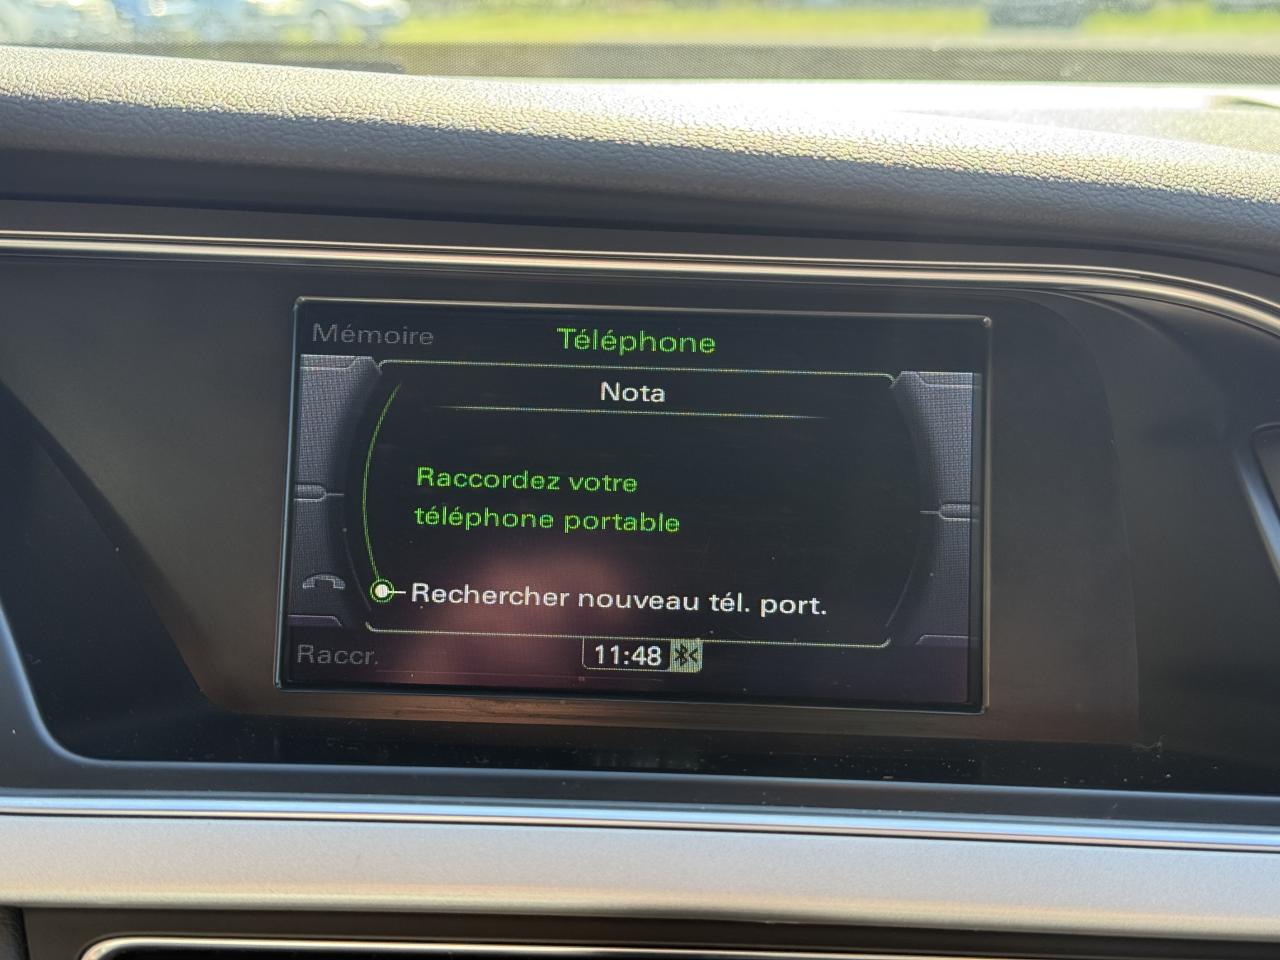 Mémoire
Téléphone
Nota
Raccordez votre
téléphone portable
Rechercher nouveau tél. port.
Raccr.
11:48